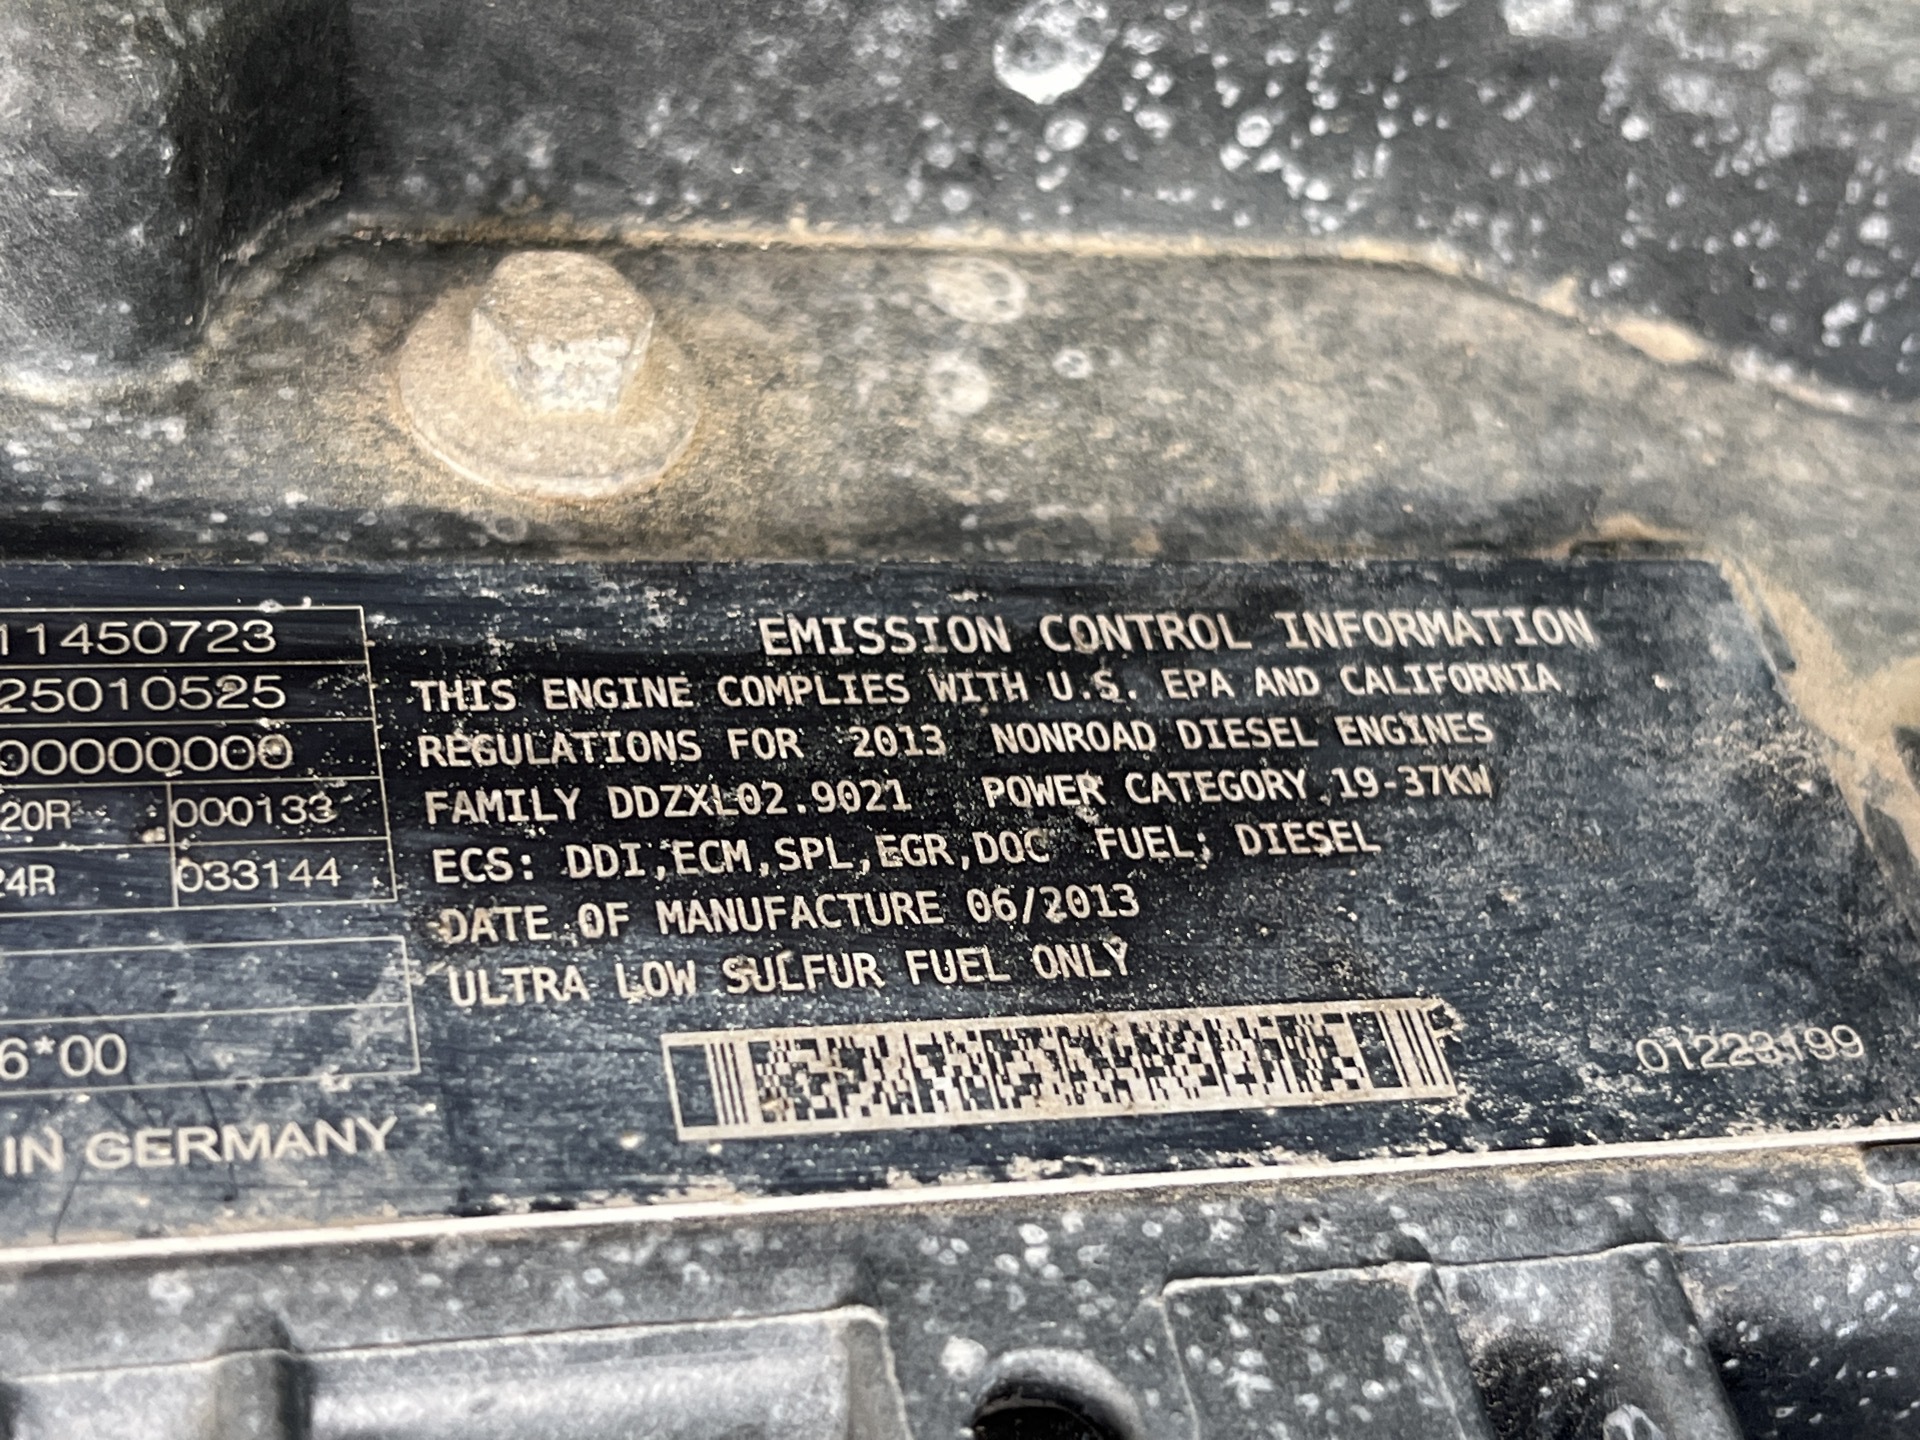 11450723
25010525
00000000
20R 000133
24R 033144
6*00
IN GERMANY
EMISSION CONTROL INFORMATION
THIS ENGINE COMPLIES WITH U.S. EPA AND CALIFORNIA
REGULATIONS FOR 2013 NONROAD DIESEL ENGINES
FAMILY DDZXL02.9021 POWER CATEGORY 19-37KW
ECS: DDI,ECM,SPL,EGR,DOC FUEL; DIESEL
DATE OF MANUFACTURE 06/2013
ULTRA LOW SULFUR FUEL ONLY
01223199